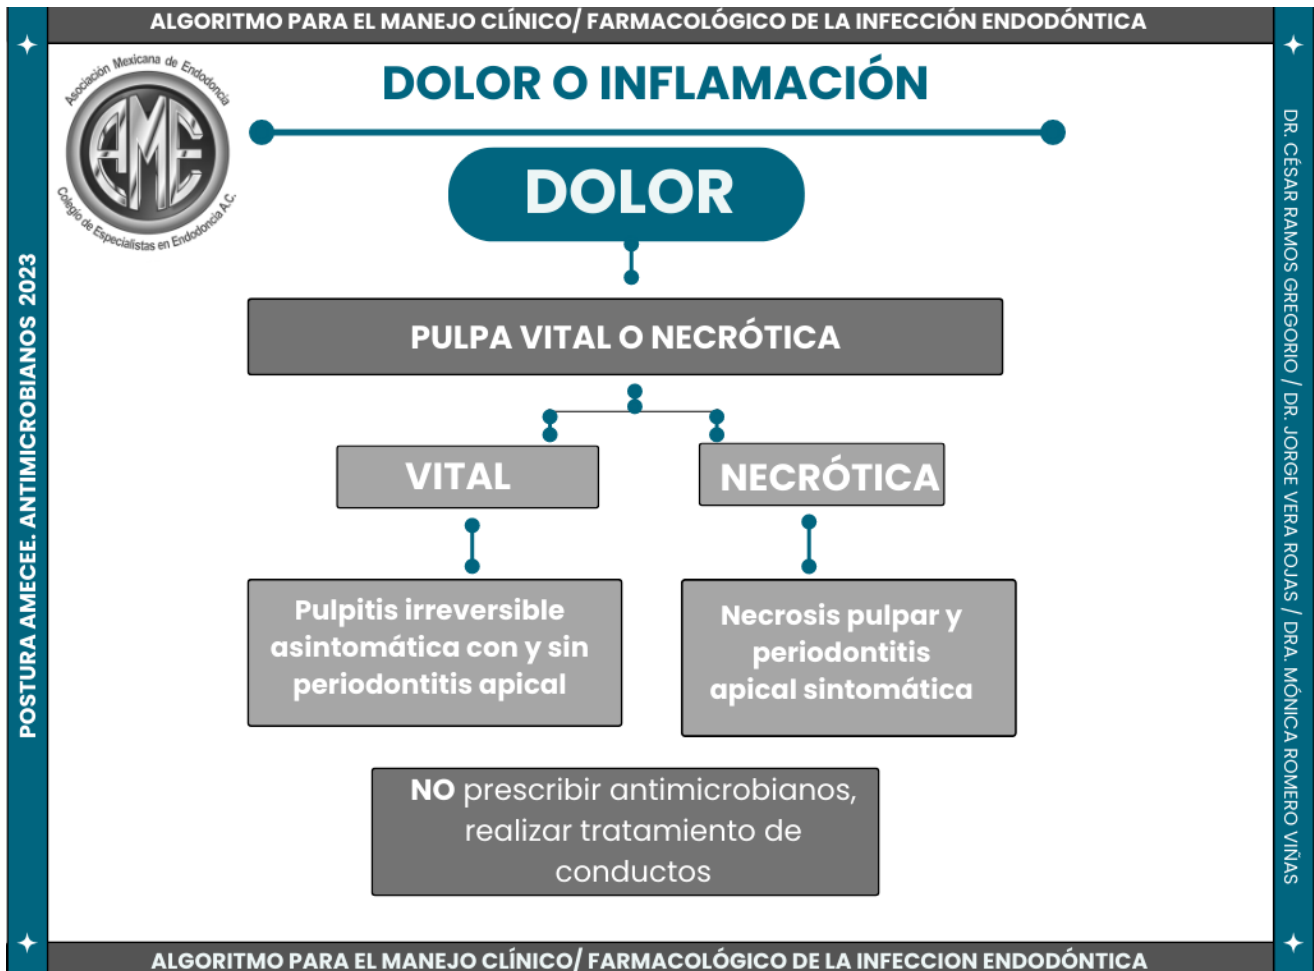 ALGORITMO PARA EL MANEJO CLÍNICO/ FARMACOLÓGICO DE LA INFECCIÓN ENDODÓNTICA
Asociación Mexicana de Endodoncia
AME
Colegio de Especialistas en Endodoncia A.C.
DOLOR O INFLAMACIÓN
DOLOR
PULPA VITAL O NECRÓTICA
VITAL
NECRÓTICA
Pulpitis irreversible
asintomática con y sin
periodontitis apical
Necrosis pulpar y
periodontitis
apical sintomática
NO prescribir antimicrobianos,
realizar tratamiento de
conductos
POSTURA AMECEE. ANTIMICROBIANOS 2023
DR. CÉSAR RAMOS GREGORIO / DR. JORGE VERA ROJAS / DRA. MÓNICA ROMERO VIÑAS
ALGORITMO PARA EL MANEJO CLÍNICO/ FARMACOLÓGICO DE LA INFECCION ENDODÓNTICA